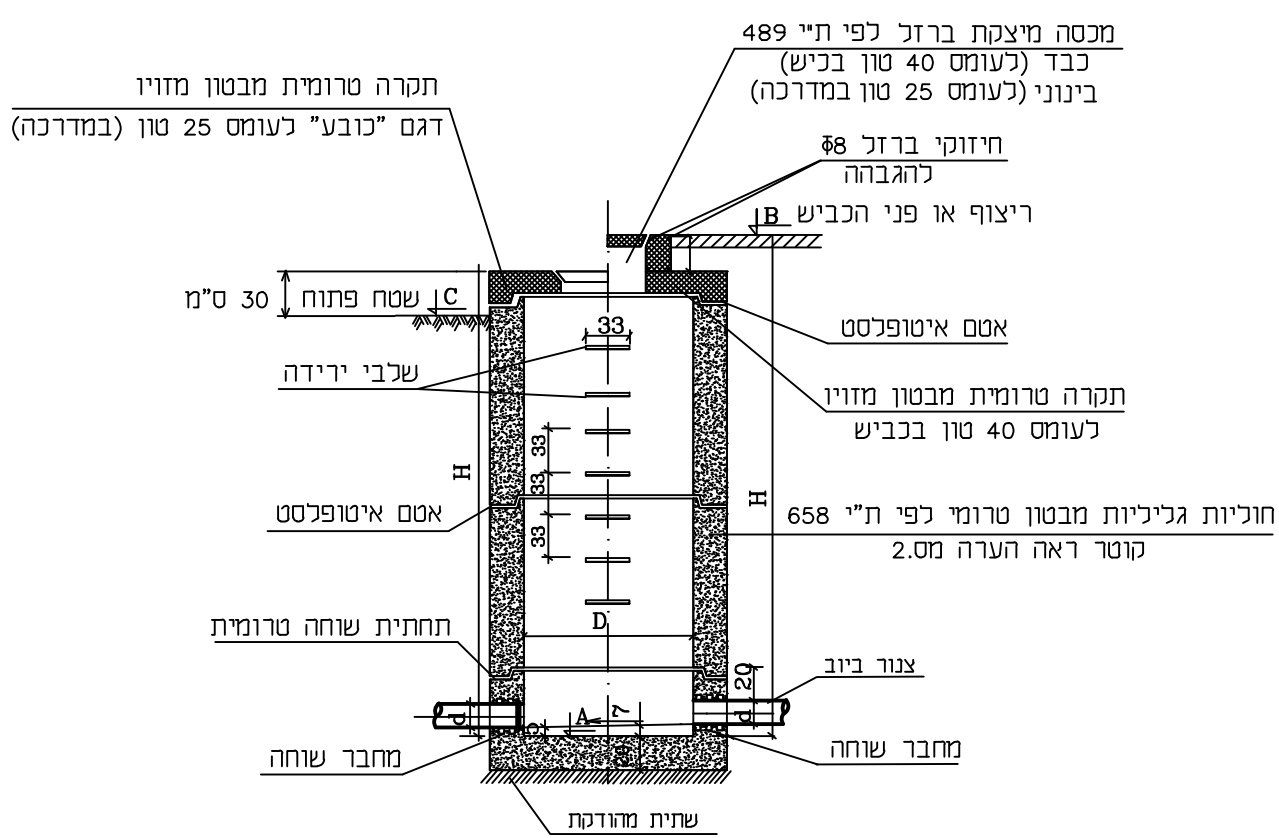 מכסה מיצקת ברזל לפי ת"י 489
כבד (לעומס 40 טון בכיש)
בינוני (לעומס 25 טון במדרכה)
תקרה טרומית מבטון מזויו
דגם "כובע" לעומס 25 טון (במדרכה)
חיזוקי ברזל Φ8
להגבהה
ריצוף או פני הכביש B
שטח פתוח C
30 ס"מ
אטם איטופלסט
33
שלבי ירידה
תקרה טרומית מבטון מזויו
לעומס 40 טון בכביש
33
33
33
H
H
אטם איטופלסט
חוליות גליליות מבטון טרומי לפי ת"י 658
קוטר ראה הערה מס.2
תחתית שוחה טרומית
D
צנור ביוב
20
d
d
A
7
מחבר שוחה
מחבר שוחה
שתית מהודקת